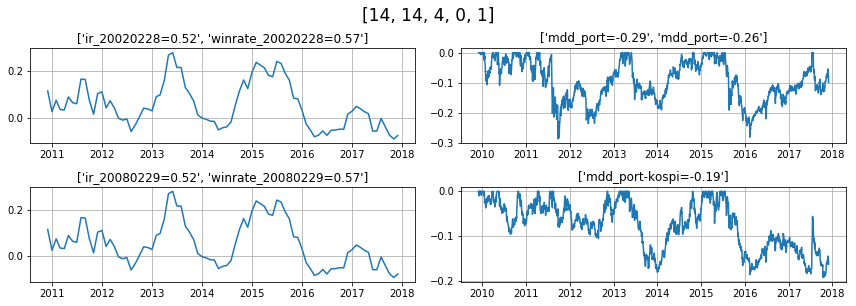 [14, 14, 4, 0, 1]
['ir_20020228=0.52', 'winrate_20020228=0.57']
0.2
0.0
2011 2012 2013 2014 2015 2016 2017 2018
['mdd_port=-0.29', 'mdd_port=-0.26']
0.0
−0.1
−0.2
−0.3
2010 2011 2012 2013 2014 2015 2016 2017 2018
['ir_20080229=0.52', 'winrate_20080229=0.57']
0.2
0.0
2011 2012 2013 2014 2015 2016 2017 2018
['mdd_port-kospi=-0.19']
0.0
−0.1
−0.2
2010 2011 2012 2013 2014 2015 2016 2017 2018